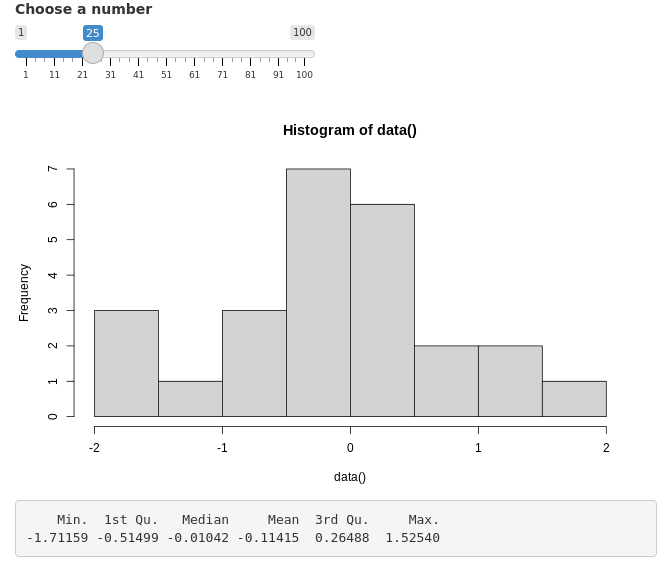 Choose a number
1 25 100
1 11 21 31 41 51 61 71 81 91 100
Histogram of data()
Frequency
7
6
5
4
3
2
1
0
-2 -1 0 1 2
data()
Min. 1st Qu. Median Mean 3rd Qu. Max.
-1.71159 -0.51499 -0.01042 -0.11415 0.26488 1.52540